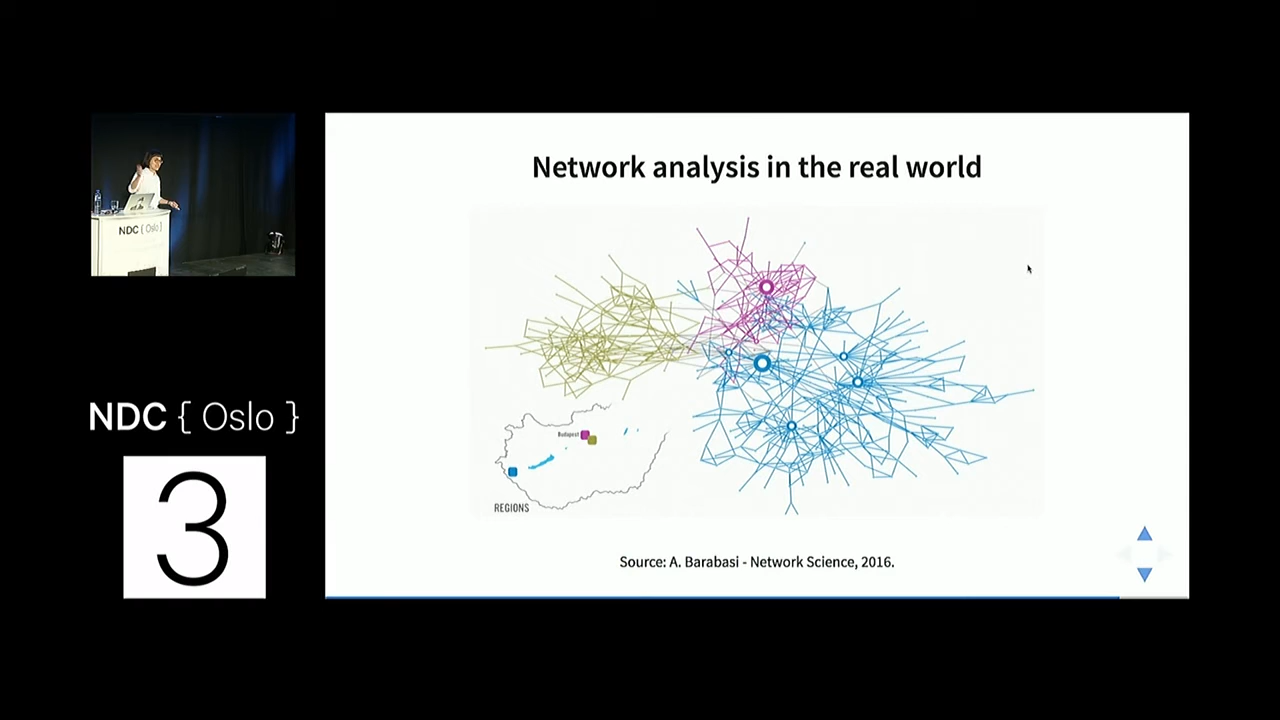 Network analysis in the real world
NDC { Oslo }
Budapest
REGIONS
Source: A. Barabasi - Network Science, 2016.
NDC { Oslo }
3